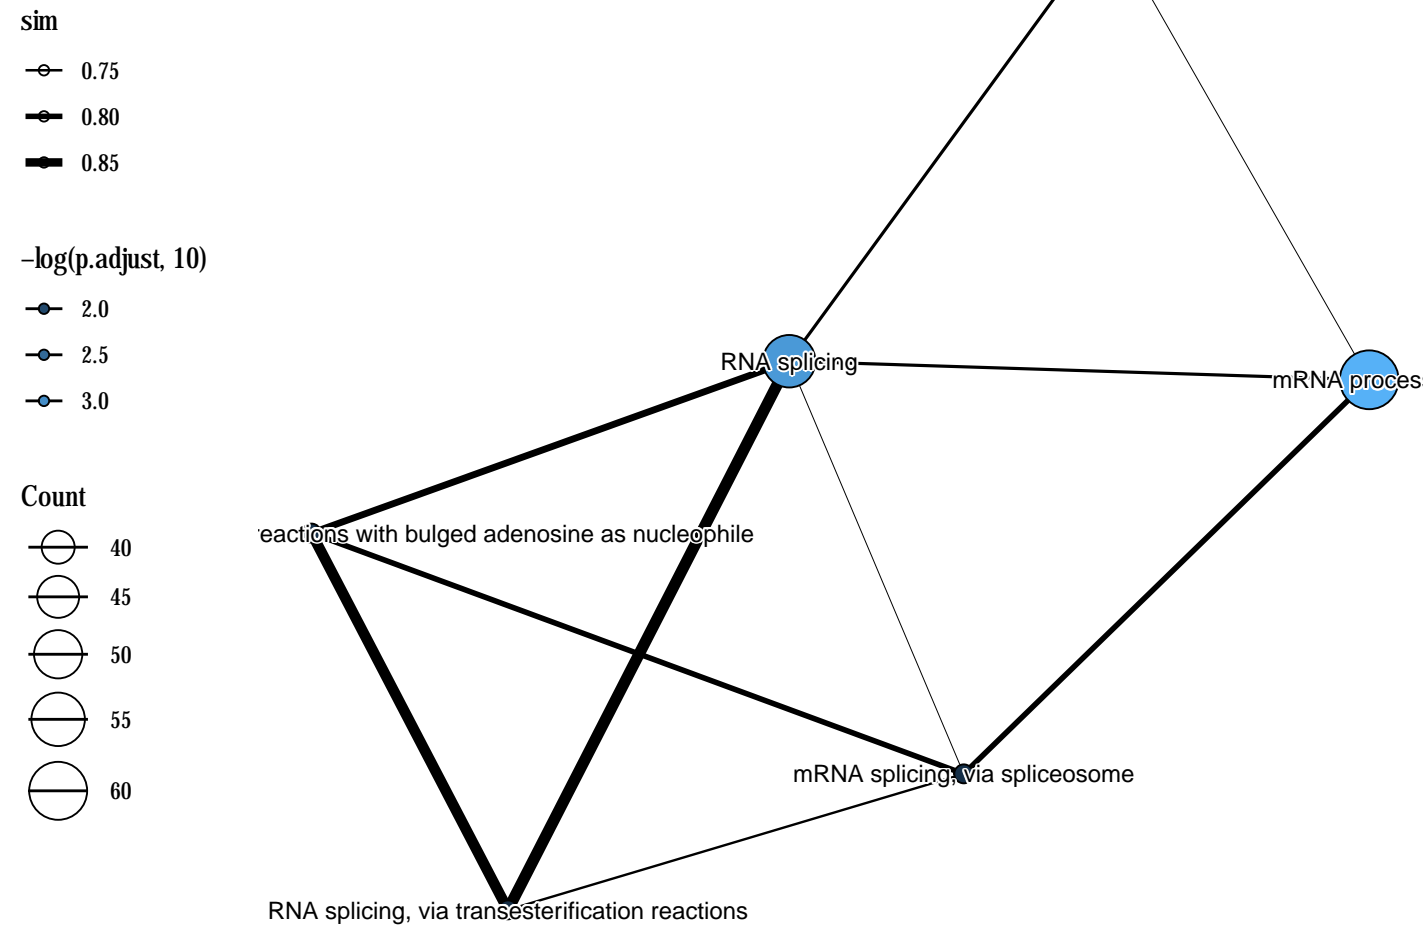 sim
0.75
0.80
0.85
−log(p.adjust, 10)
2.0
2.5
3.0
Count
40
45
50
55
60
RNA splicing
mRNA proces
eactions with bulged adenosine as nucleophile
mRNA splicing, via spliceosome
RNA splicing, via transesterification reactions